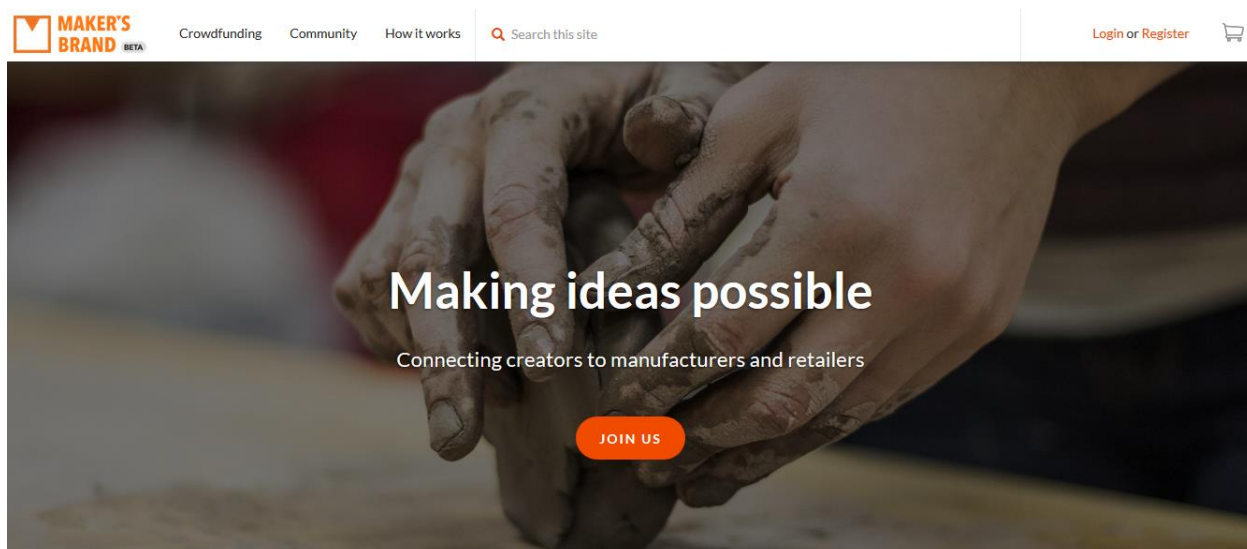 MAKER'S
BRAND BETA
Crowdfunding
Community
How it works
Search this site
Login or Register
Making ideas possible
Connecting creators to manufacturers and retailers
JOIN US